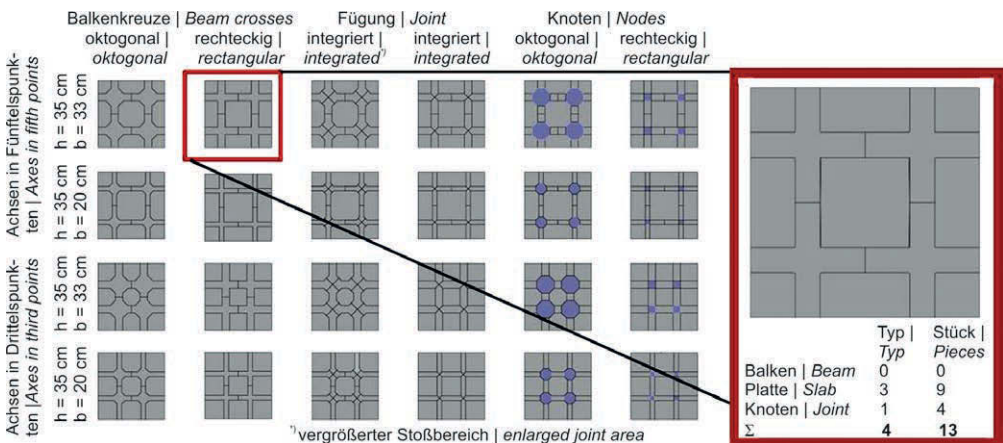 Balkenkreuze | Beam crosses
Fügung | Joint
Knoten | Nodes
oktogonal | oktogonal
rechteckig | rectangular
integriert | integrated*)
integriert | integrated
oktogonal | oktogonal
rechteckig | rectangular
Achsen in Fünftelspunk-
ten | Axes in fifth points
h = 35 cm
b = 33 cm
h = 35 cm
b = 20 cm
Achsen in Drittelspunk-
ten | Axes in third points
h = 35 cm
b = 33 cm
h = 35 cm
b = 20 cm
*) vergrößerter Stoßbereich | enlarged joint area
Typ | Typ
Stück | Pieces
Balken | Beam 0 0
Platte | Slab 3 9
Knoten | Joint 1 4
Σ 4 13